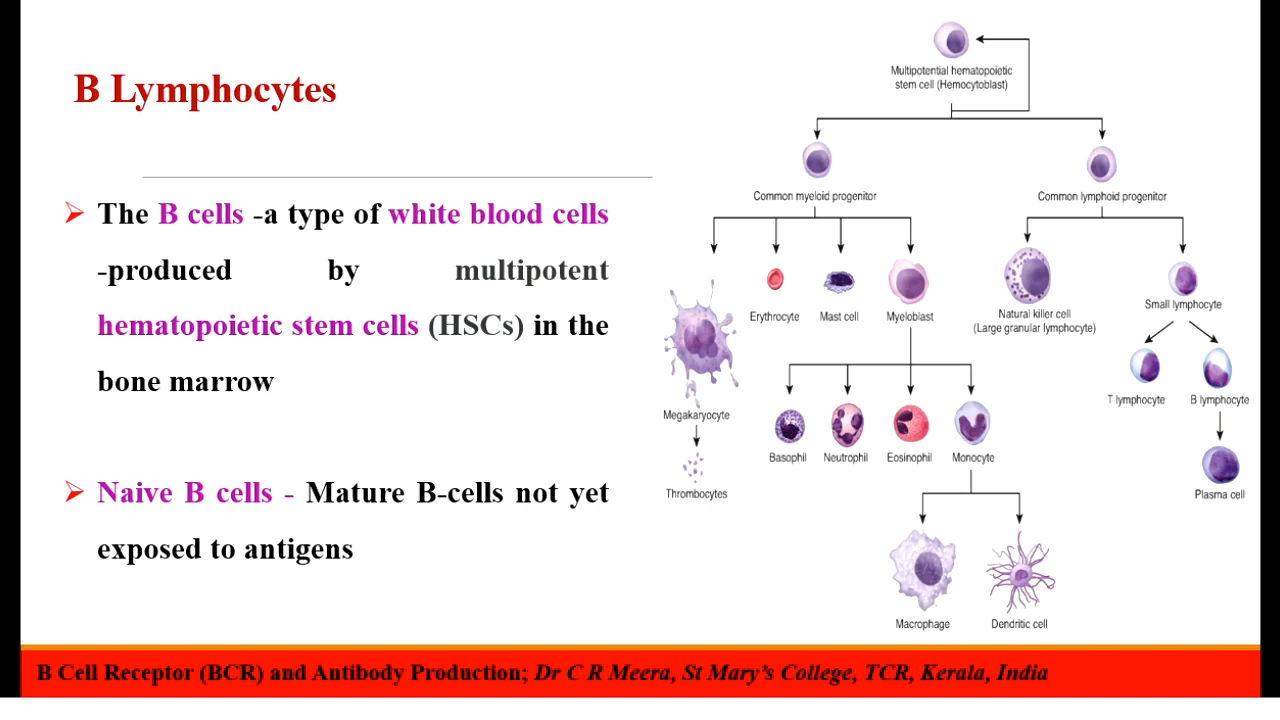 B Lymphocytes
The B cells -a type of white blood cells
-produced by multipotent
hematopoietic stem cells (HSCs) in the
bone marrow
Naive B cells - Mature B-cells not yet
exposed to antigens
Multipotential hematopoietic
stem cell (Hemocytoblast)
Common myeloid progenitor
Common lymphoid progenitor
Erythrocyte
Mast cell
Myeloblast
Natural killer cell
(Large granular lymphocyte)
Small lymphocyte
Megakaryocyte
T lymphocyte
B lymphocyte
Basophil
Neutrophil
Eosinophil
Monocyte
Thrombocytes
Plasma cell
Macrophage
Dendritic cell
B Cell Receptor (BCR) and Antibody Production; Dr C R Meera, St Mary’s College, TCR, Kerala, India